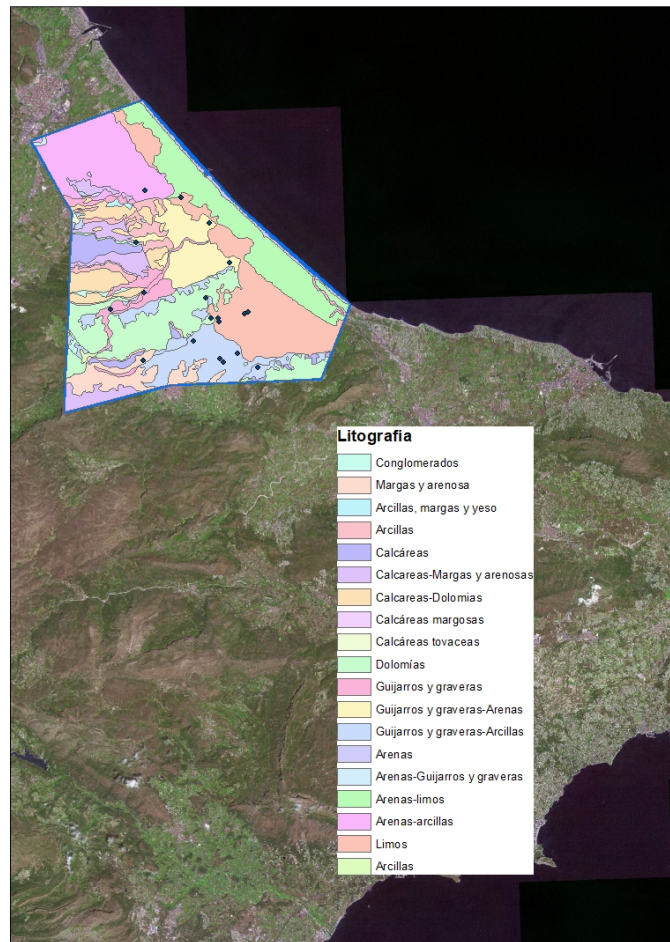 Litografia
Conglomerados
Margas y arenosa
Arcillas, margas y yeso
Arcillas
Calcáreas
Calcareas-Margas y arenosas
Calcareas-Dolomias
Calcáreas margosas
Calcáreas tovaceas
Dolomías
Guijarros y graveras
Guijarros y graveras-Arenas
Guijarros y graveras-Arcillas
Arenas
Arenas-Guijarros y graveras
Arenas-limos
Arenas-arcillas
Limos
Arcillas